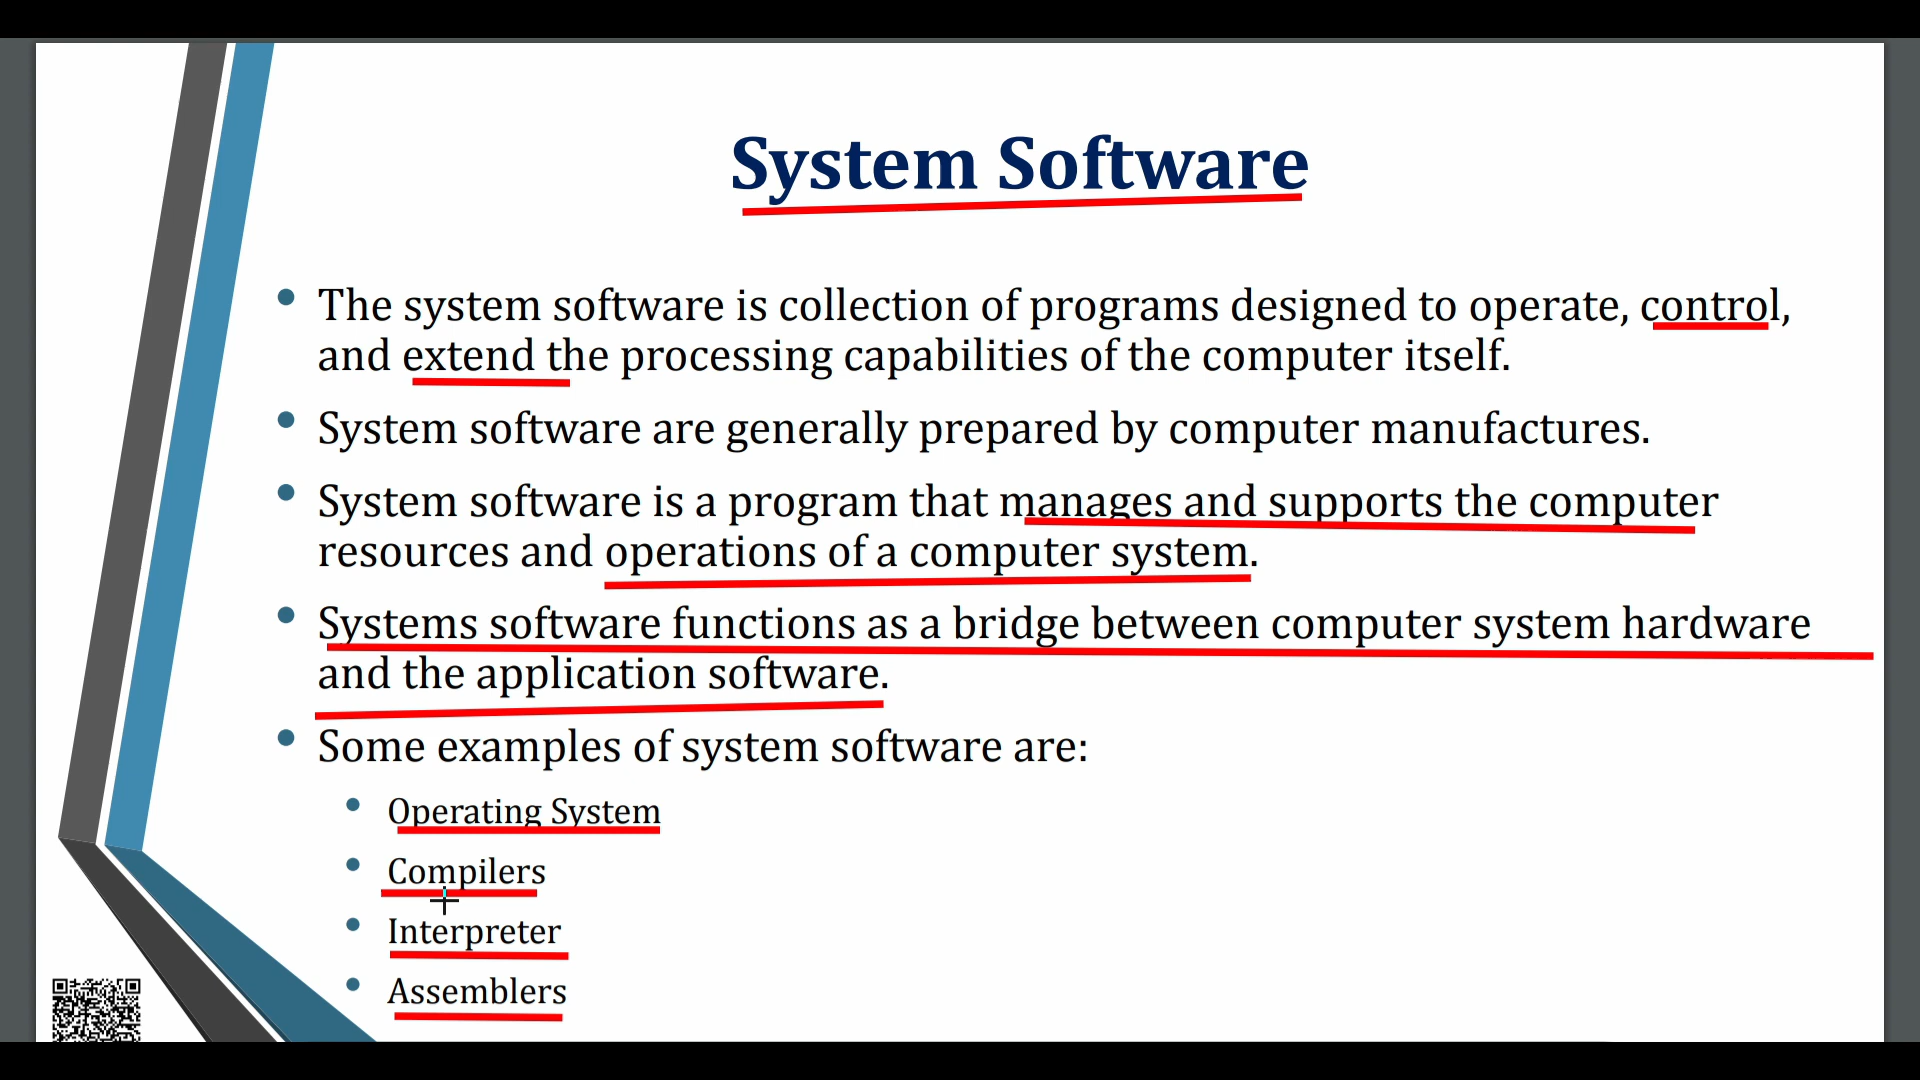 System Software
• The system software is collection of programs designed to operate, control,
and extend the processing capabilities of the computer itself.
• System software are generally prepared by computer manufactures.
• System software is a program that manages and supports the computer
resources and operations of a computer system.
• Systems software functions as a bridge between computer system hardware
and the application software.
• Some examples of system software are:
• Operating System
• Compilers
• Interpreter
• Assemblers